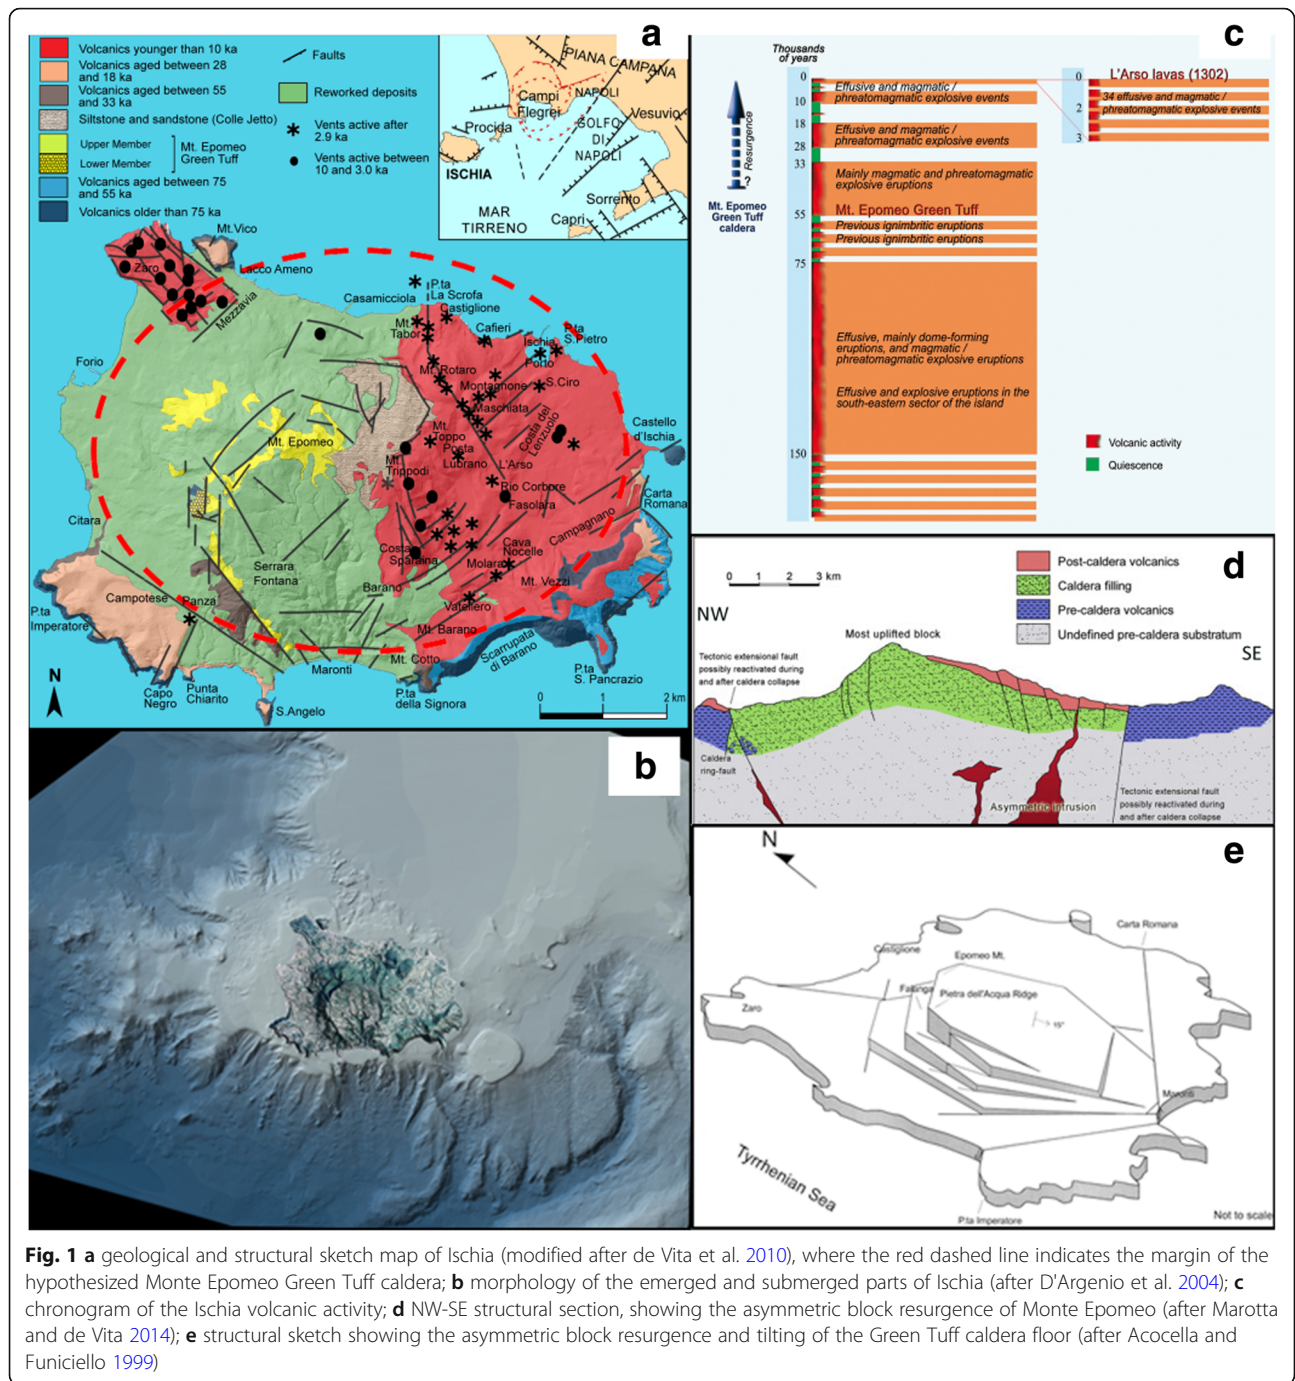 a
Volcanics younger than 10 ka
Volcanics aged between 28
and 18 ka
Volcanics aged between 55
and 33 ka
Siltstone and sandstone (Colle Jetto)
Upper Member
Lower Member
Mt. Epomeo
Green Tuff
Volcanics aged between 75
and 55 ka
Volcanics older than 75 ka
Faults
Reworked deposits
Vents active after
2.9 ka
Vents active between
10 and 3.0 ka
PIANA CAMPANA
Campi
Flegrei
NAPOLI
Vesuvio
Procida
GOLFO
DI
NAPOLI
ISCHIA
Sorrento
MAR
TIRRENO
Capri
Mt.Vico
Zaro
Lacco Ameno
Mezzavia
Casamicciola
P.ta
La Scrofa
Castiglione
Mt.
Tabor
Cafieri
Ischia
Porto
P.ta
S.Pietro
Forio
Mt. Rotaro
Montagnone
S.Ciro
Maschiata
Costa del
Lenzuolo
Castello
d'Ischia
Mt. Epomeo
Mt.
Toppo
Posta
Lubrano
Mt.
Trippodi
L'Arso
Rio Corbore
Fasolara
Carta
Romana
Citara
Campagnano
Costa
Sparaina
Cava
Nocelle
Molara
Mt. Vezzi
Serrara
Fontana
Barano
Campotese
Panza
Vateliero
P.ta
Imperatore
Mt. Barano
Scarrupata
di Barano
Maronti
Mt. Cotto
P.ta
S. Pancrazio
N
Capo
Negro
Punta
Chiarito
S.Angelo
P.ta
della Signora
0 1 2 km
b
c
Thousands
of years
0
10
18
28
33
55
75
150
Resurgence
?
Mt. Epomeo
Green Tuff
caldera
Effusive and magmatic /
phreatomagmatic explosive events
Effusive and magmatic /
phreatomagmatic explosive events
Mainly magmatic and phreatomagmatic
explosive eruptions
Mt. Epomeo Green Tuff
Previous ignimbritic eruptions
Previous ignimbritic eruptions
Effusive, mainly dome-forming
eruptions, and magmatic /
phreatomagmatic explosive eruptions
Effusive and explosive eruptions in the
south-eastern sector of the island
L'Arso lavas (1302)
0
2
3
34 effusive and magmatic /
phreatomagmatic explosive events
Volcanic activity
Quiescence
d
0 1 2 3 km
Post-caldera volcanics
Caldera filling
Pre-caldera volcanics
Undefined pre-caldera substratum
NW
SE
Most uplifted block
Tectonic extensional fault
possibly reactivated during
and after caldera collapse
Caldera
ring-fault
Asymmetric intrusion
Tectonic extensional fault
possibly reactivated during
and after caldera collapse
e
N
Carta Romana
Castiglione
Epomeo Mt.
Falanga
Pietra dell'Acqua Ridge
Zaro
15°
Maronti
Tyrrhenian Sea
P.ta Imperatore
Not to scale
Fig. 1 a geological and structural sketch map of Ischia (modified after de Vita et al. 2010), where the red dashed line indicates the margin of the
hypothesized Monte Epomeo Green Tuff caldera; b morphology of the emerged and submerged parts of Ischia (after D'Argenio et al. 2004); c
chronogram of the Ischia volcanic activity; d NW-SE structural section, showing the asymmetric block resurgence of Monte Epomeo (after Marotta
and de Vita 2014); e structural sketch showing the asymmetric block resurgence and tilting of the Green Tuff caldera floor (after Acocella and
Funiciello 1999)